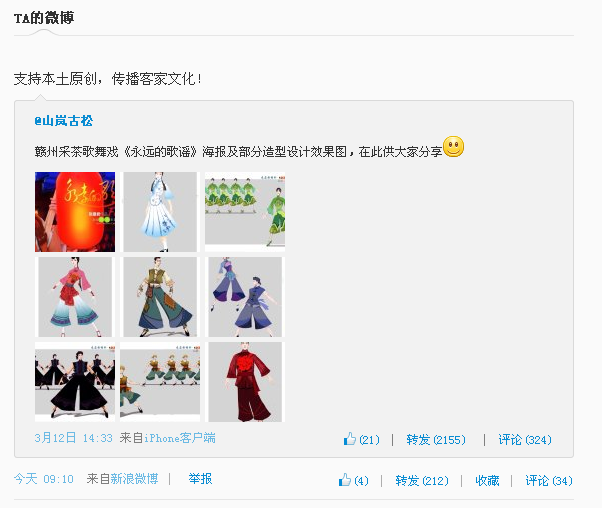 TA的微博
支持本土原创，传播客家文化！
@山岚古松
赣州采茶歌舞戏《永远的歌谣》海报及部分造型设计效果图，在此供大家分享
3月12日 14:33 来自iPhone客户端
(21) | 转发(2155) | 评论(324)
今天 09:10 来自新浪微博 | 举报
(4) | 转发(212) | 收藏 | 评论(34)